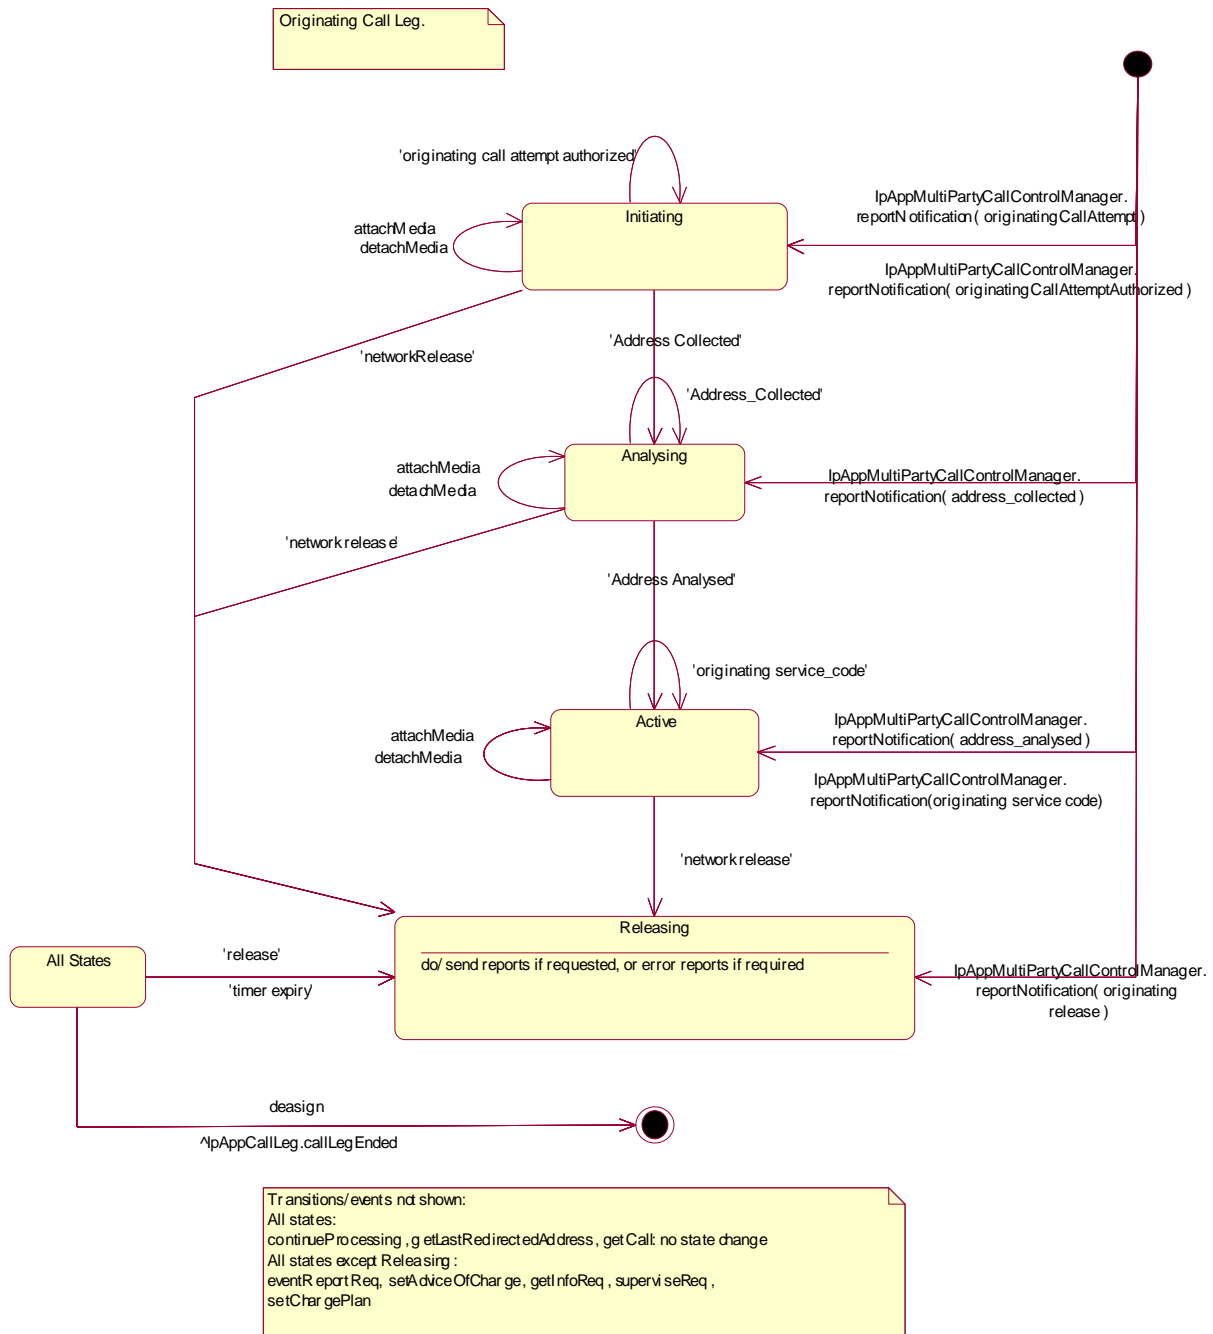 Originating Call Leg.
'originating call attempt authorized'
IpAppMultiPartyCallControlManager.
reportNotification( originatingCallAttempt )
Initiating
attachMedia
detachMedia
IpAppMultiPartyCallControlManager.
reportNotification( originatingCallAttemptAuthorized )
'Address Collected'
'networkRelease'
'Address_Collected'
Analysing
attachMedia
detachMedia
IpAppMultiPartyCallControlManager.
reportNotification( address_collected )
'network release'
'Address Analysed'
'originating service_code'
Active
attachMedia
detachMedia
IpAppMultiPartyCallControlManager.
reportNotification( address_analysed )
IpAppMultiPartyCallControlManager.
reportNotification(originating service code)
'network release'
Releasing
do/ send reports if requested, or error reports if required
All States
'release'
'timer expiry'
IpAppMultiPartyCallControlManager.
reportNotification( originating
release )
deasign
^IpAppCallLeg.callLegEnded
Transitions/events not shown:
All states:
continueProcessing , getLastRedirectedAddress , getCall: no state change
All states except Releasing :
eventReportReq, setAdviceOfCharge, getInfoReq , superviseReq ,
setChargePlan